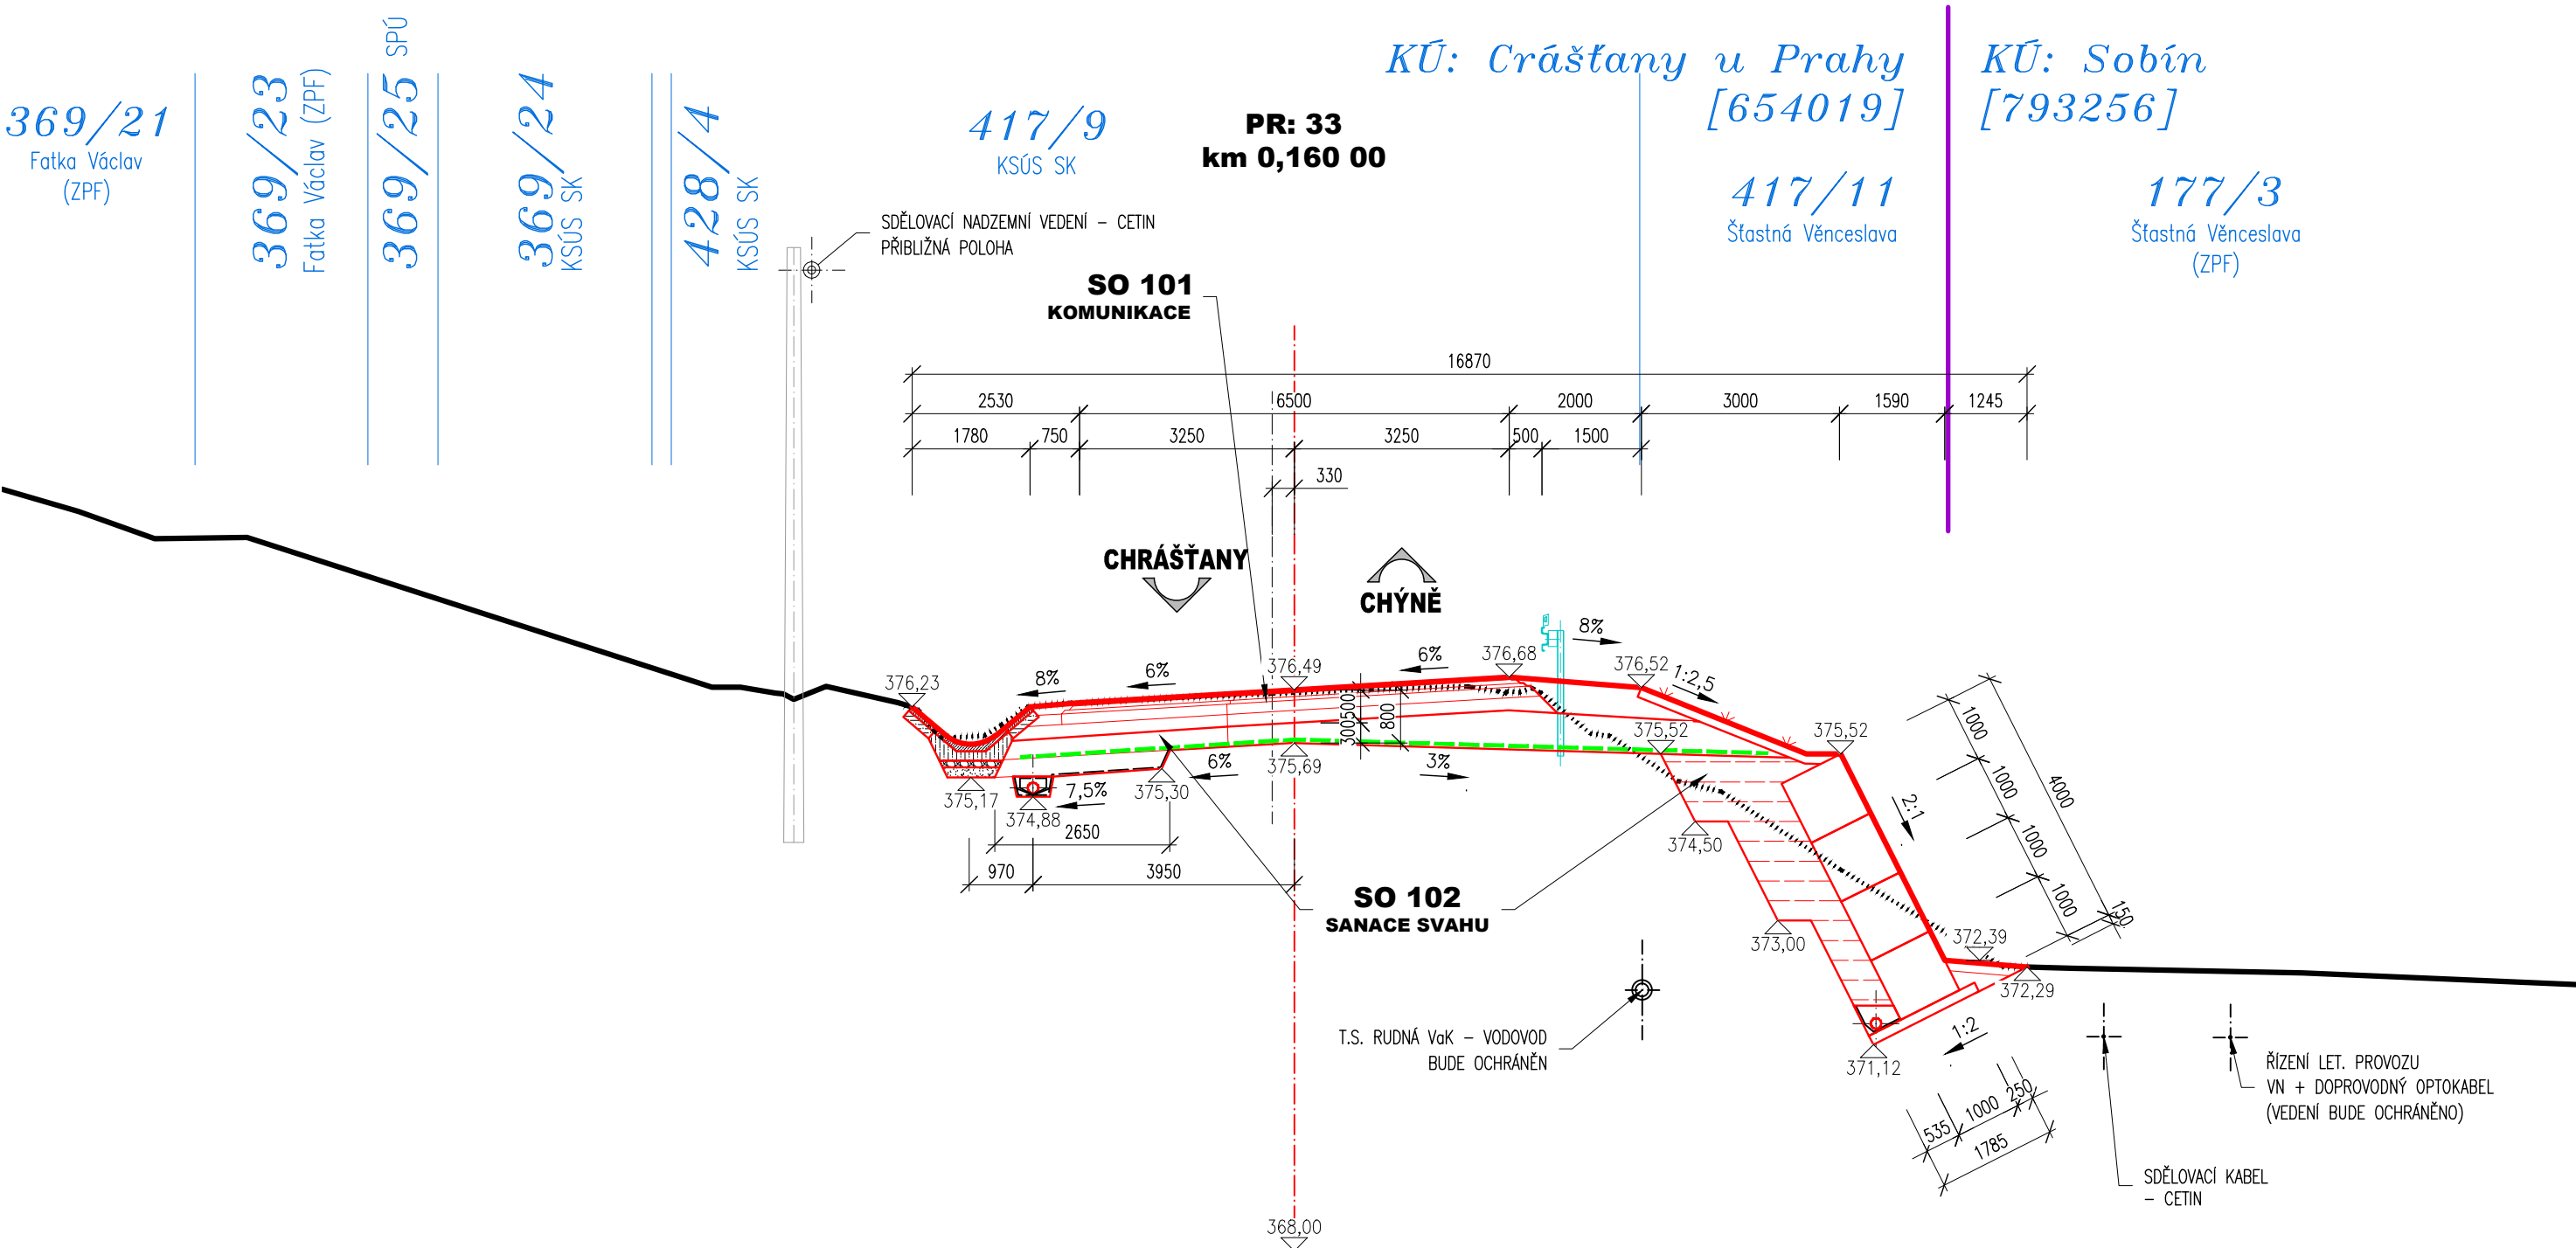 369/21
Fatka Václav
(ZPF)
369/23
Fatka Václav (ZPF)
369/25 SPÚ
369/24
KSÚS SK
428/4
KSÚS SK
417/9
KSÚS SK
PR: 33
km 0,160 00
KÚ: Crášťany u Prahy
[654019]
KÚ: Sobín
[793256]
417/11
Šťastná Věnceslava
177/3
Šťastná Věnceslava
(ZPF)
SDĚLOVACÍ NADZEMNÍ VEDENÍ – CETIN
PŘIBLIŽNÁ POLOHA
SO 101
KOMUNIKACE
16870
2530 6500 2000 3000 1590 1245
1780 750 3250 3250 500 1500
330
CHRÁŠŤANY
CHÝNĚ
376,23
8%
6%
376,49
6%
376,68
8%
376,52
1:2,5
375,52
375,52
500
300
800
375,17
374,88
7,5%
375,30
6%
375,69
3%
2650
970 3950
374,50
373,00
2:1
1000
1000
1000
1000
4000
150
372,39
372,29
SO 102
SANACE SVAHU
T.S. RUDNÁ VaK – VODOVOD
BUDE OCHRÁNĚN
371,12
1:2
535 1000 250
1785
ŘÍZENÍ LET. PROVOZU
VN + DOPROVODNÝ OPTOKABEL
(VEDENÍ BUDE OCHRÁNĚNO)
SDĚLOVACÍ KABEL
– CETIN
368,00